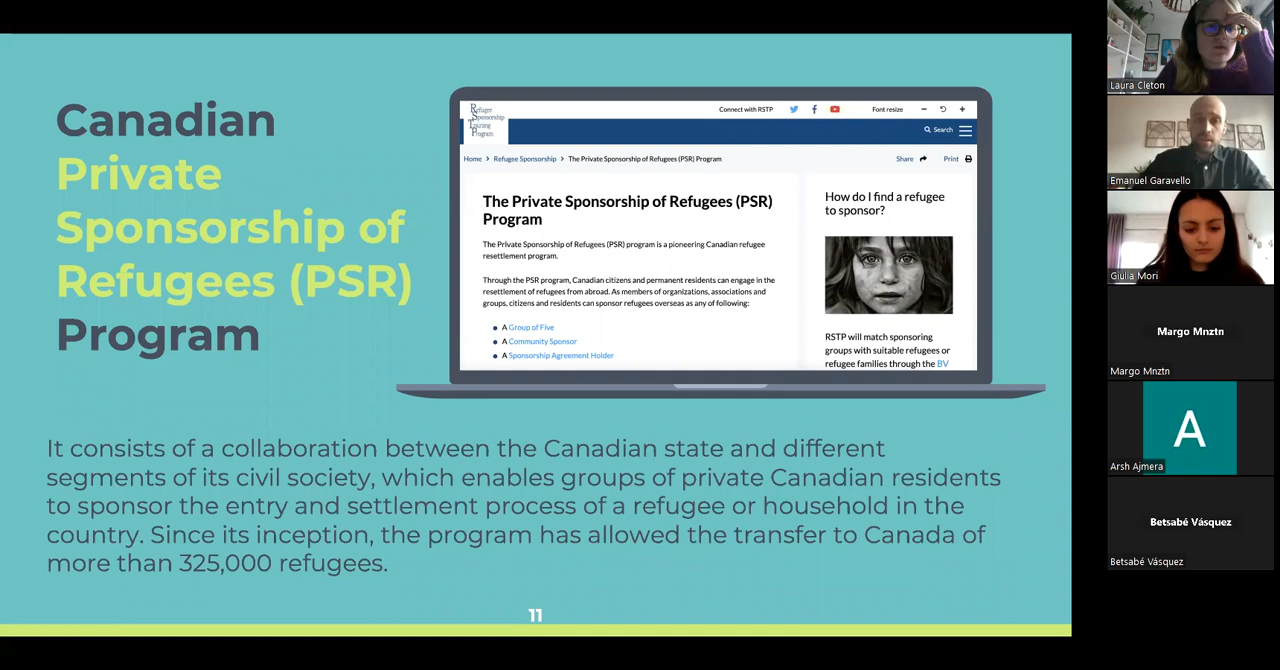 Canadian
Private
Sponsorship of
Refugees (PSR)
Program
Refugee
Sponsorship
Training
Program
Connect with RSTP
Font resize
Search
Home > Refugee Sponsorship > The Private Sponsorship of Refugees (PSR) Program
Share
Print
The Private Sponsorship of Refugees (PSR)
Program
The Private Sponsorship of Refugees (PSR) program is a pioneering Canadian refugee
resettlement program.
Through the PSR program, Canadian citizens and permanent residents can engage in the
resettlement of refugees from abroad. As members of organizations, associations and
groups, citizens and residents can sponsor refugees overseas as any of following:
• A Group of Five
• A Community Sponsor
• A Sponsorship Agreement Holder
How do I find a refugee
to sponsor?
RSTP will match sponsoring
groups with suitable refugees or
refugee families through the BV
It consists of a collaboration between the Canadian state and different
segments of its civil society, which enables groups of private Canadian residents
to sponsor the entry and settlement process of a refugee or household in the
country. Since its inception, the program has allowed the transfer to Canada of
more than 325,000 refugees.
11
Laura Cleton
Emanuel Garavello
Giulia Mori
Margo Mnztn
Margo Mnztn
A
Arsh Ajmera
Betsabé Vásquez
Betsabé Vásquez